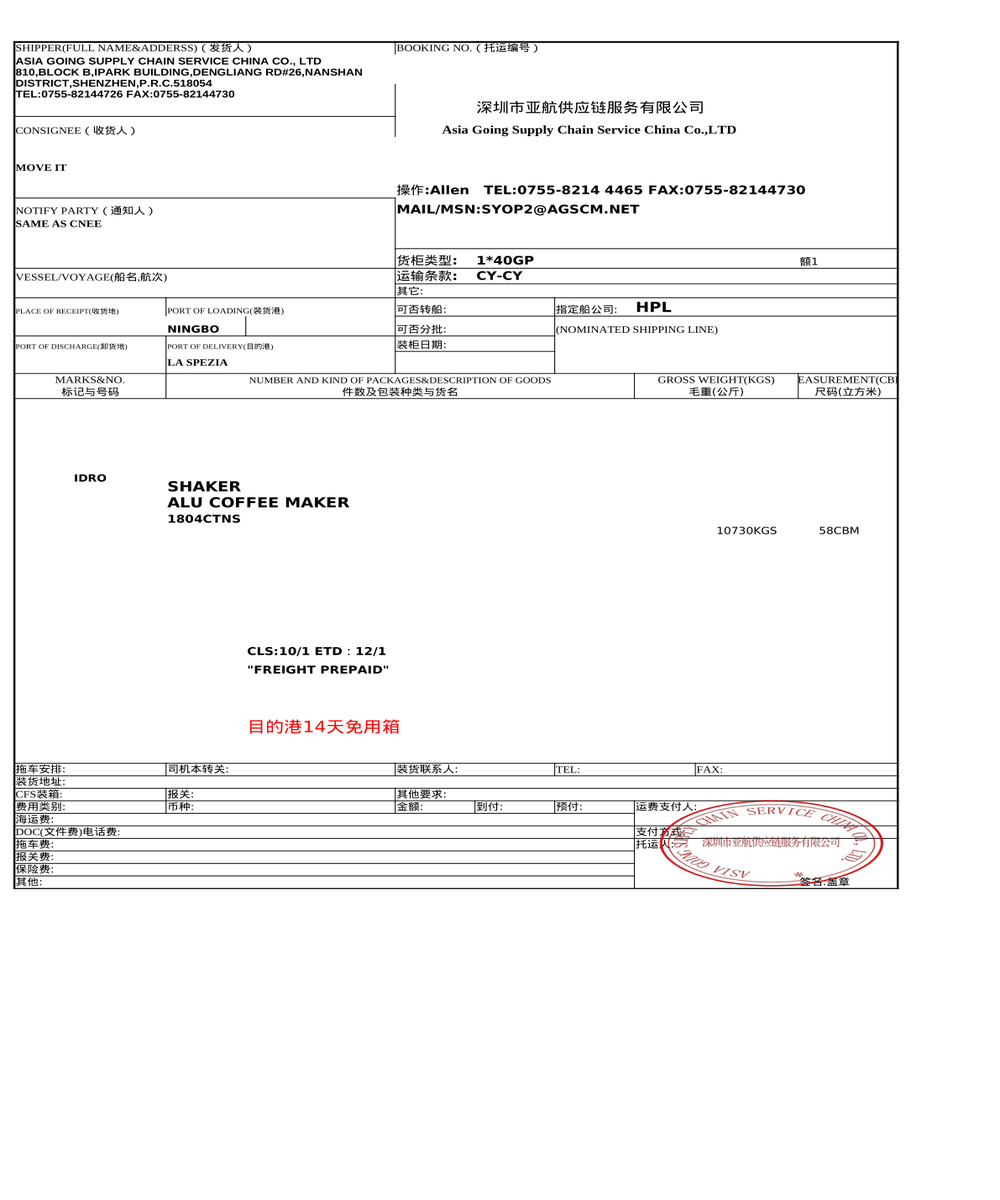 SHIPPER(FULL NAME&ADDERSS)（发货人）
BOOKING NO.（托运编号）
ASIA GOING SUPPLY CHAIN SERVICE CHINA CO., LTD
810,BLOCK B,IPARK BUILDING,DENGLIANG RD#26,NANSHAN
DISTRICT,SHENZHEN,P.R.C.518054
TEL:0755-82144726 FAX:0755-82144730
深圳市亚航供应链服务有限公司
CONSIGNEE（收货人）
Asia Going Supply Chain Service China Co.,LTD
MOVE IT
操作:Allen TEL:0755-8214 4465 FAX:0755-82144730
NOTIFY PARTY（通知人）
MAIL/MSN:SYOP2@AGSCM.NET
SAME AS CNEE
货柜类型: 1*40GP 额1
VESSEL/VOYAGE(船名,航次)
运输条款: CY-CY
其它:
PLACE OF RECEIPT(收货地) PORT OF LOADING(装货港) 可否转船: 指定船公司: HPL
NINGBO 可否分批: (NOMINATED SHIPPING LINE)
PORT OF DISCHARGE(卸货地) PORT OF DELIVERY(目的港) 装柜日期:
LA SPEZIA
MARKS&NO. NUMBER AND KIND OF PACKAGES&DESCRIPTION OF GOODS GROSS WEIGHT(KGS) EASUREMENT(CBI
标记与号码 件数及包装种类与货名 毛重(公斤) 尺码(立方米)
IDRO
SHAKER
ALU COFFEE MAKER
1804CTNS
10730KGS 58CBM
CLS:10/1 ETD：12/1
"FREIGHT PREPAID"
目的港14天免用箱
拖车安排: 司机本转关: 装货联系人: TEL: FAX:
装货地址:
CFS装箱: 报关: 其他要求:
费用类别: 币种: 金额: 到付: 预付: 运费支付人:
海运费:
DOC(文件费)电话费: 支付方式:
拖车费: 托运人:
报关费:
保险费:
其他: 签名:盖章
ASIA GOING SUPPLY CHAIN SERVICE CHINA CO., LTD.
深圳市亚航供应链服务有限公司
*